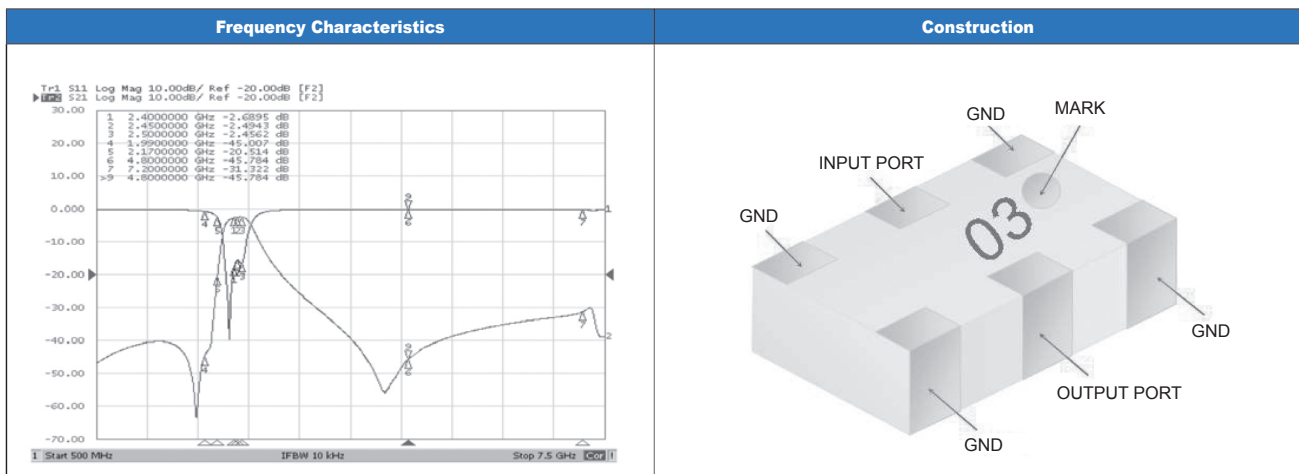 Frequency Characteristics
Construction
Tr1 S11 Log Mag 10.00dB/ Ref -20.00dB [F2]
S21 Log Mag 10.00dB/ Ref -20.00dB [F2]
30.00
20.00
10.00
0.000
-10.00
-20.00
-30.00
-40.00
-50.00
-60.00
-70.00
1 2.4000000 GHz -2.6895 dB
2 2.4500000 GHz -2.4943 dB
3 2.5000000 GHz -2.4562 dB
4 1.9900000 GHz -45.007 dB
5 2.1700000 GHz -20.514 dB
6 4.8000000 GHz -45.784 dB
7 7.2000000 GHz -31.322 dB
>9 4.8000000 GHz -45.784 dB
1
2
1 Start 500 MHz IFBW 10 kHz Stop 7.5 GHz Cor !
GND
MARK
INPUT PORT
GND
03
GND
OUTPUT PORT
GND